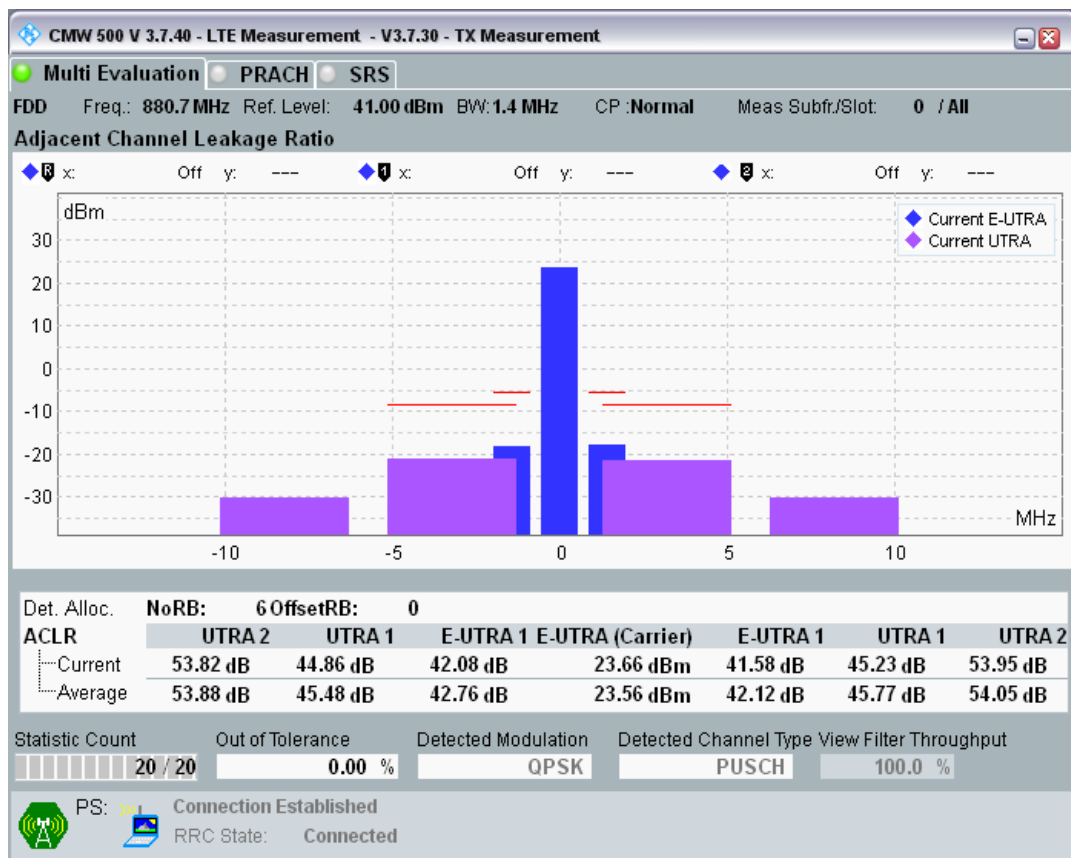 CMW 500 V 3.7.40 - LTE Measurement - V3.7.30 - TX Measurement
Multi Evaluation PRACH SRS
FDD Freq.: 880.7 MHz Ref. Level: 41.00 dBm BW: 1.4 MHz CP :Normal Meas Subfr./Slot: 0 / All
Adjacent Channel Leakage Ratio
R x: Off y: --- 1 x: Off y: --- 2 x: Off y: ---
dBm
Current E-UTRA
Current UTRA
30
20
10
0
-10
-20
-30
MHz
-10 -5 0 5 10
Det. Alloc. NoRB: 6 OffsetRB: 0
ACLR UTRA 2 UTRA 1 E-UTRA 1 E-UTRA (Carrier) E-UTRA 1 UTRA 1 UTRA 2
Current 53.82 dB 44.86 dB 42.08 dB 23.66 dBm 41.58 dB 45.23 dB 53.95 dB
Average 53.88 dB 45.48 dB 42.76 dB 23.56 dBm 42.12 dB 45.77 dB 54.05 dB
Statistic Count Out of Tolerance Detected Modulation Detected Channel Type View Filter Throughput
20 / 20 0.00 % QPSK PUSCH 100.0 %
PS: Connection Established
RRC State: Connected